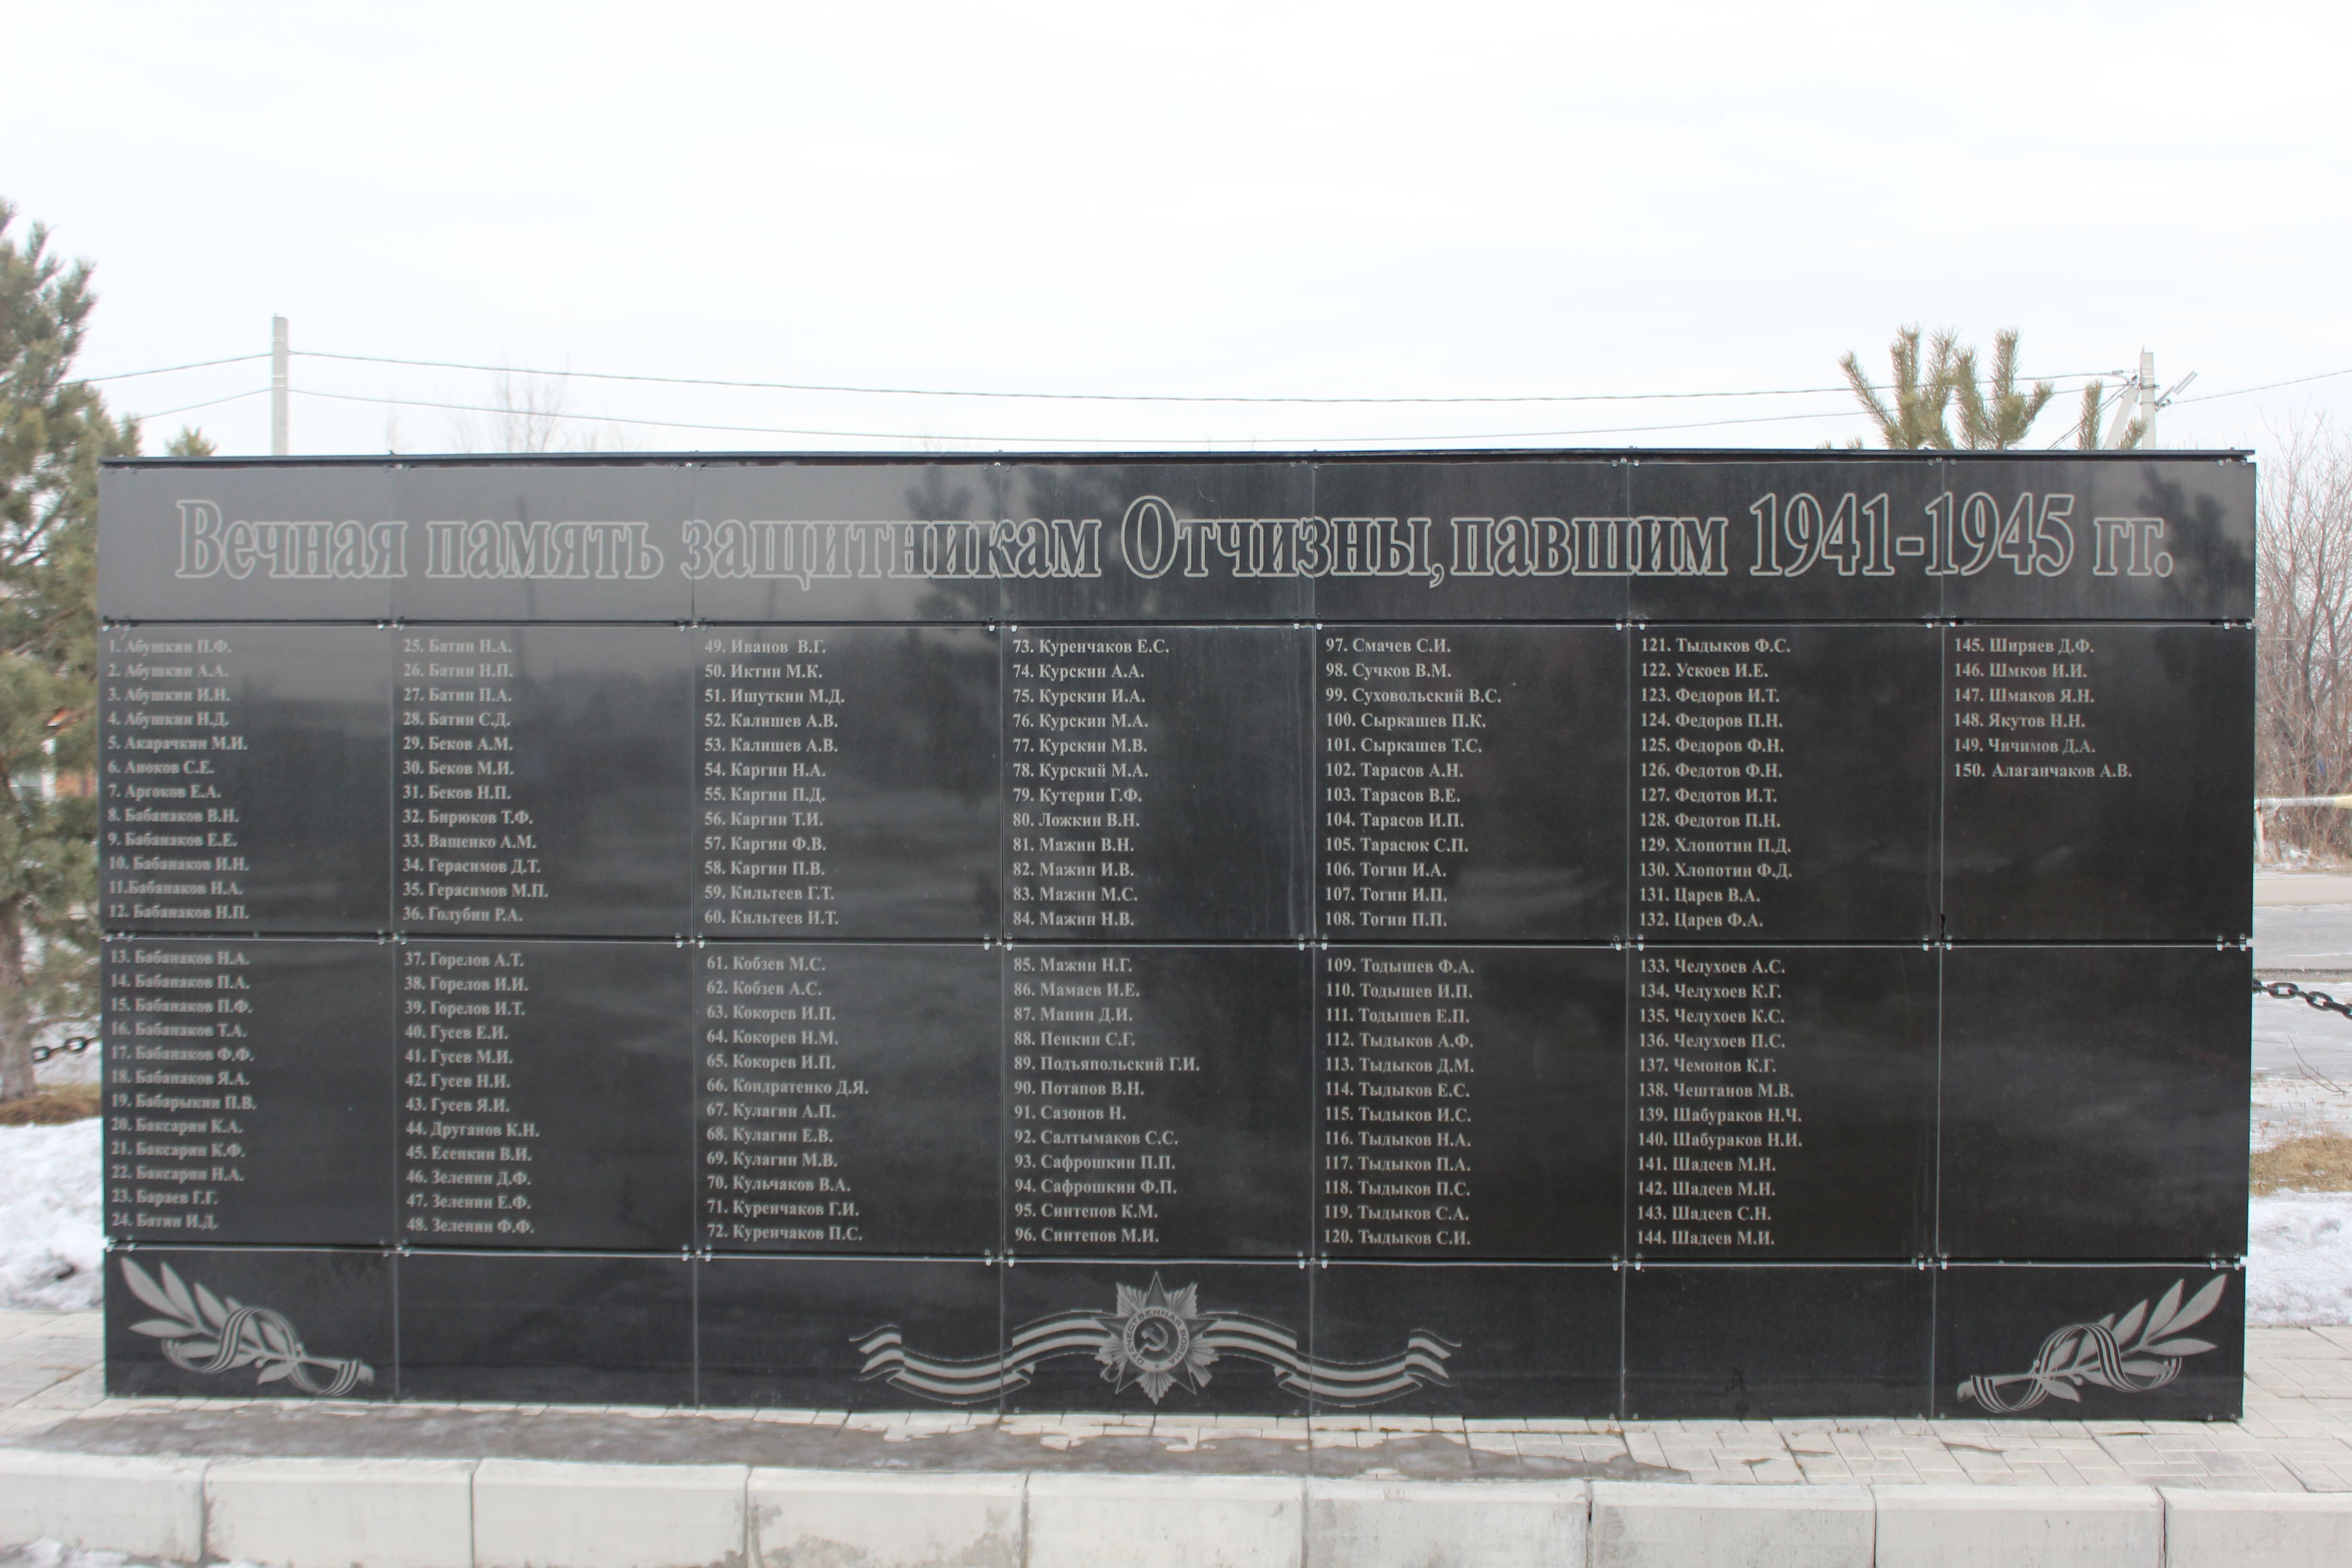 Вечная память защитникам Отчизны, павшим 1941-1945 гг.
1. Абушкин П.Ф.
2. Абушкин А.А.
3. Абушкин И.Н.
4. Абушкин Н.Д.
5. Акарачкин М.И.
6. Аноков С.Е.
7. Аргоков Е.А.
8. Бабанаков В.Н.
9. Бабанаков Е.Е.
10. Бабанаков И.Н.
11.Бабанаков Н.А.
12. Бабанаков Н.П.
13. Бабанаков Н.А.
14. Бабанаков П.А.
15. Бабанаков П.Ф.
16. Бабанаков Т.А.
17. Бабанаков Ф.Ф.
18. Бабанаков Я.А.
19. Бабарыкин П.В.
20. Баксарин К.А.
21. Баксарин К.Ф.
22. Баксарин Н.А.
23. Бараев Г.Г.
24. Батин И.Д.
25. Батин Н.А.
26. Батин Н.П.
27. Батин П.А.
28. Батин С.Д.
29. Беков А.М.
30. Беков М.И.
31. Беков Н.П.
32. Бирюков Т.Ф.
33. Ващенко А.М.
34. Герасимов Д.Т.
35. Герасимов М.П.
36. Голубин Р.А.
37. Горелов А.Т.
38. Горелов И.И.
39. Горелов И.Т.
40. Гусев Е.И.
41. Гусев М.И.
42. Гусев Н.И.
43. Гусев Я.И.
44. Друганов К.Н.
45. Есенкин В.И.
46. Зеленин Д.Ф.
47. Зеленин Е.Ф.
48. Зеленин Ф.Ф.
49. Иванов В.Г.
50. Иктин М.К.
51. Ишуткин М.Д.
52. Калишев А.В.
53. Калишев А.В.
54. Каргин Н.А.
55. Каргин П.Д.
56. Каргин Т.И.
57. Каргин Ф.В.
58. Каргин П.В.
59. Кильтеев Г.Т.
60. Кильтеев И.Т.
61. Кобзев М.С.
62. Кобзев А.С.
63. Кокорев И.П.
64. Кокорев Н.М.
65. Кокорев И.П.
66. Кондратенко Д.Я.
67. Кулагин А.П.
68. Кулагин Е.В.
69. Кулагин М.В.
70. Кульчаков В.А.
71. Куренчаков Г.И.
72. Куренчаков П.С.
73. Куренчаков Е.С.
74. Курскин А.А.
75. Курскин И.А.
76. Курскин М.А.
77. Курскин М.В.
78. Курский М.А.
79. Кутерин Г.Ф.
80. Ложкин В.Н.
81. Мажин В.Н.
82. Мажин И.В.
83. Мажин М.С.
84. Мажин Н.В.
85. Мажин Н.Г.
86. Мамаев И.Е.
87. Манин Д.И.
88. Пенкин С.Г.
89. Подъяпольский Г.И.
90. Потапов В.Н.
91. Сазонов Н.
92. Салтымаков С.С.
93. Сафрошкин П.П.
94. Сафрошкин Ф.П.
95. Синтепов К.М.
96. Синтепов М.И.
97. Смачев С.И.
98. Сучков В.М.
99. Суховольский В.С.
100. Сыркашев П.К.
101. Сыркашев Т.С.
102. Тарасов А.Н.
103. Тарасов В.Е.
104. Тарасов И.П.
105. Тарасюк С.П.
106. Тогин И.А.
107. Тогин И.П.
108. Тогин П.П.
109. Тодышев Ф.А.
110. Тодышев И.П.
111. Тодышев Е.П.
112. Тыдыков А.Ф.
113. Тыдыков Д.М.
114. Тыдыков Е.С.
115. Тыдыков И.С.
116. Тыдыков Н.А.
117. Тыдыков П.А.
118. Тыдыков П.С.
119. Тыдыков С.А.
120. Тыдыков С.И.
121. Тыдыков Ф.С.
122. Ускоев И.Е.
123. Федоров И.Т.
124. Федоров П.Н.
125. Федоров Ф.Н.
126. Федотов Ф.Н.
127. Федотов И.Т.
128. Федотов П.Н.
129. Хлопотин П.Д.
130. Хлопотин Ф.Д.
131. Царев В.А.
132. Царев Ф.А.
133. Челухоев А.С.
134. Челухоев К.Г.
135. Челухоев К.С.
136. Челухоев П.С.
137. Чемонов К.Г.
138. Чештанов М.В.
139. Шабураков Н.Ч.
140. Шабураков Н.И.
141. Шадеев М.Н.
142. Шадеев М.Н.
143. Шадеев С.Н.
144. Шадеев М.И.
145. Ширяев Д.Ф.
146. Шмков И.И.
147. Шмаков Я.Н.
148. Якутов Н.Н.
149. Чичимов Д.А.
150. Алаганчаков А.В.
ОТЕЧЕСТВЕННАЯ ВОЙНА